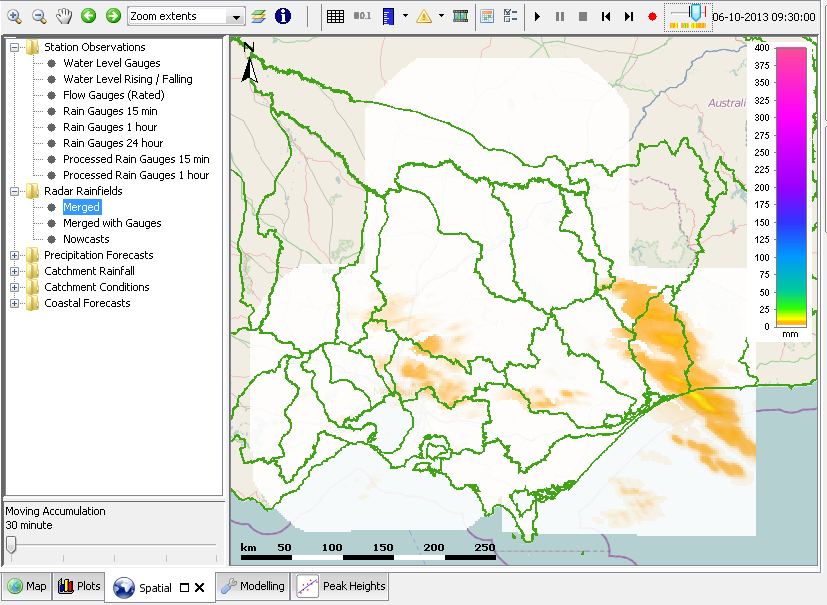 Zoom extents
0.1
06-10-2013 09:30:00
Station Observations
Water Level Gauges
Water Level Rising / Falling
Flow Gauges (Rated)
Rain Gauges 15 min
Rain Gauges 1 hour
Rain Gauges 24 hour
Processed Rain Gauges 15 min
Processed Rain Gauges 1 hour
Radar Rainfields
Merged
Merged with Gauges
Nowcasts
Precipitation Forecasts
Catchment Rainfall
Catchment Conditions
Coastal Forecasts
Moving Accumulation
30 minute
N
Australi
400
375
350
325
300
275
250
225
200
175
150
125
100
75
50
25
0
mm
km 50 100 150 200 250
Map Plots Spatial Modelling Peak Heights